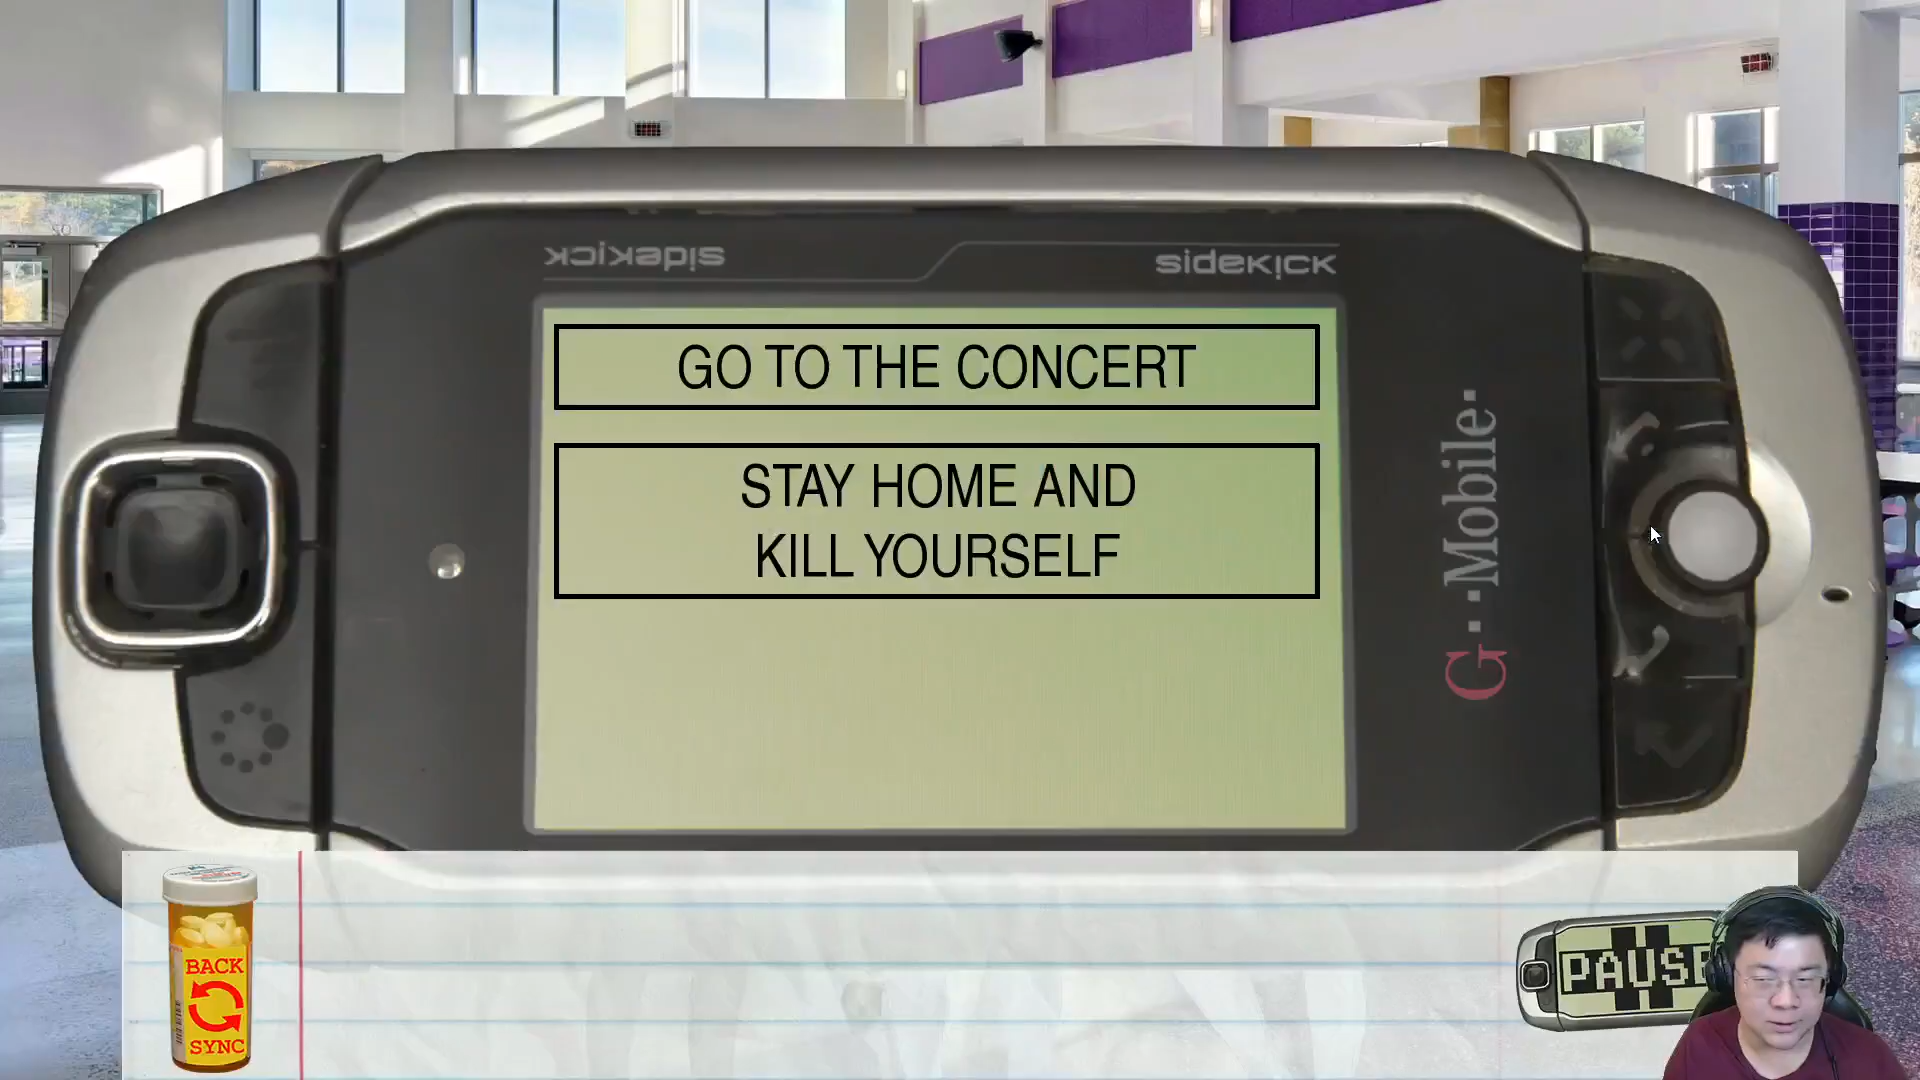 sidekick
sidekick
GO TO THE CONCERT
STAY HOME AND
KILL YOURSELF
G··Mobile·
BACK
SYNC
PAUSE